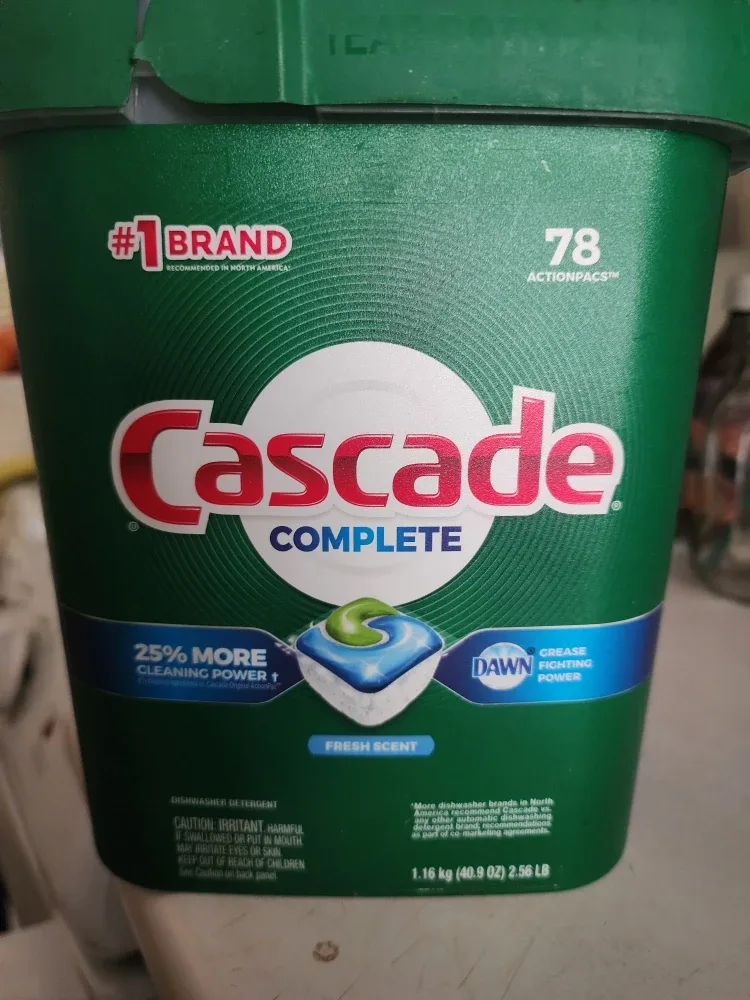 #1 BRAND
RECOMMENDED IN NORTH AMERICA*
78
ACTIONPACS™
Cascade®
COMPLETE
25% MORE
CLEANING POWER †
DAWN®
GREASE
FIGHTING
POWER
FRESH SCENT
DISHWASHER DETERGENT
CAUTION: IRRITANT. HARMFUL
IF SWALLOWED OR PUT IN MOUTH.
MAY IRRITATE EYES OR SKIN.
KEEP OUT OF REACH OF CHILDREN.
See Caution on back panel.
*More dishwasher brands in North
America recommend Cascade vs.
any other automatic dishwashing
detergent brand, recommendations
as part of co-marketing agreements.
1.16 kg (40.9 OZ) 2.56 LB